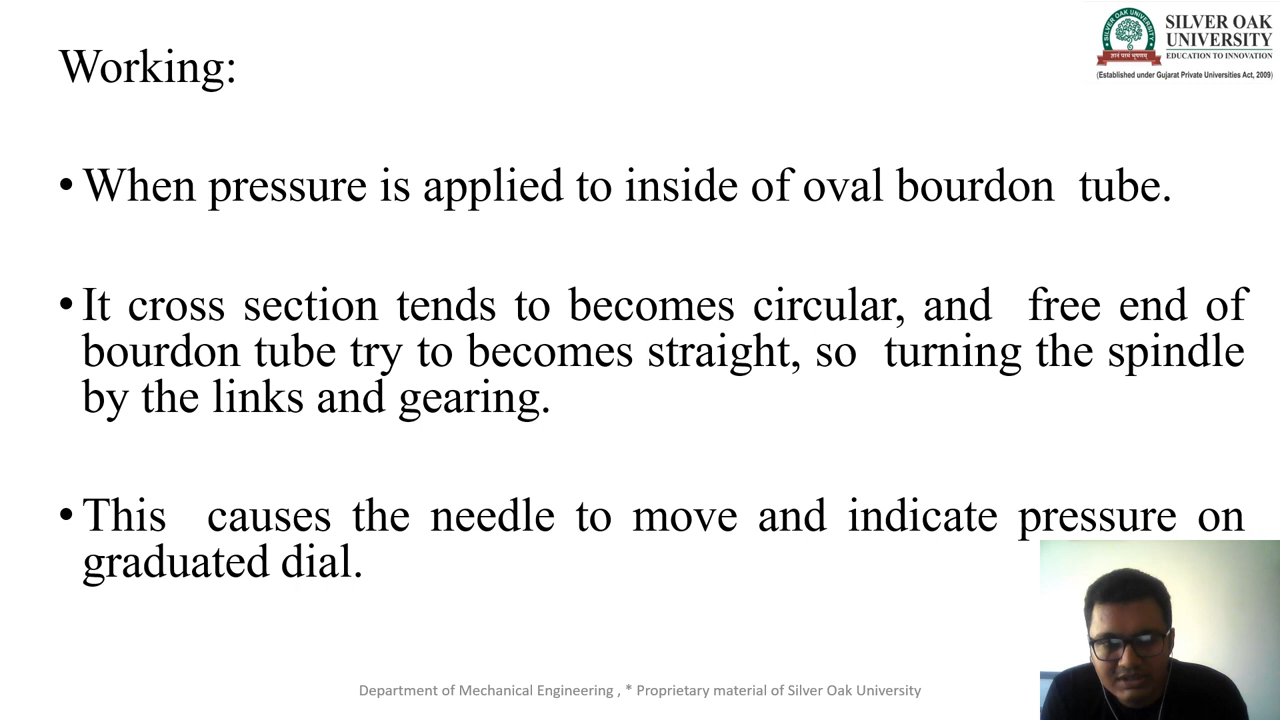 SILVER OAK
UNIVERSITY
EDUCATION TO INNOVATION
(Established under Gujarat Private Universities Act, 2009)
SILVER OAK UNIVERSITY
Working:
• When pressure is applied to inside of oval bourdon tube.
• It cross section tends to becomes circular, and free end of
bourdon tube try to becomes straight, so turning the spindle
by the links and gearing.
• This causes the needle to move and indicate pressure on
graduated dial.
Department of Mechanical Engineering , * Proprietary material of Silver Oak University